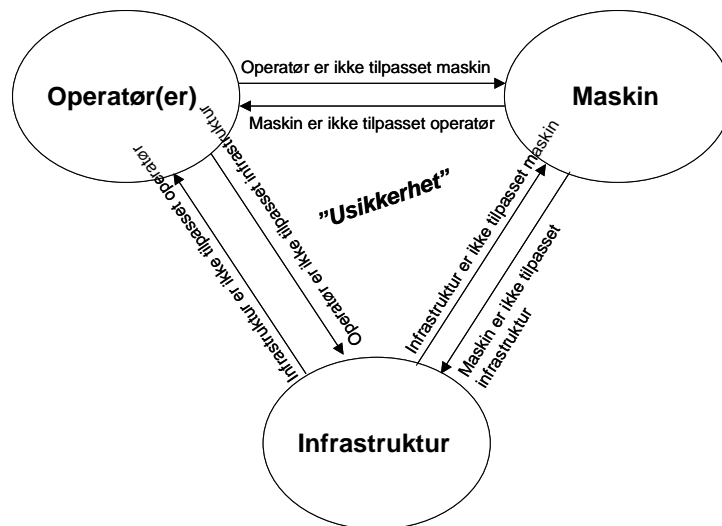 Operatør er ikke tilpasset maskin
Operatør(er)
Maskin
Maskin er ikke tilpasset operatør
"Usikkerhet"
Infrastruktur er ikke tilpasset operatør
Operatør er ikke tilpasset infrastruktur
Infrastruktur er ikke tilpasset maskin
Maskin er ikke tilpasset
infrastruktur
Infrastruktur